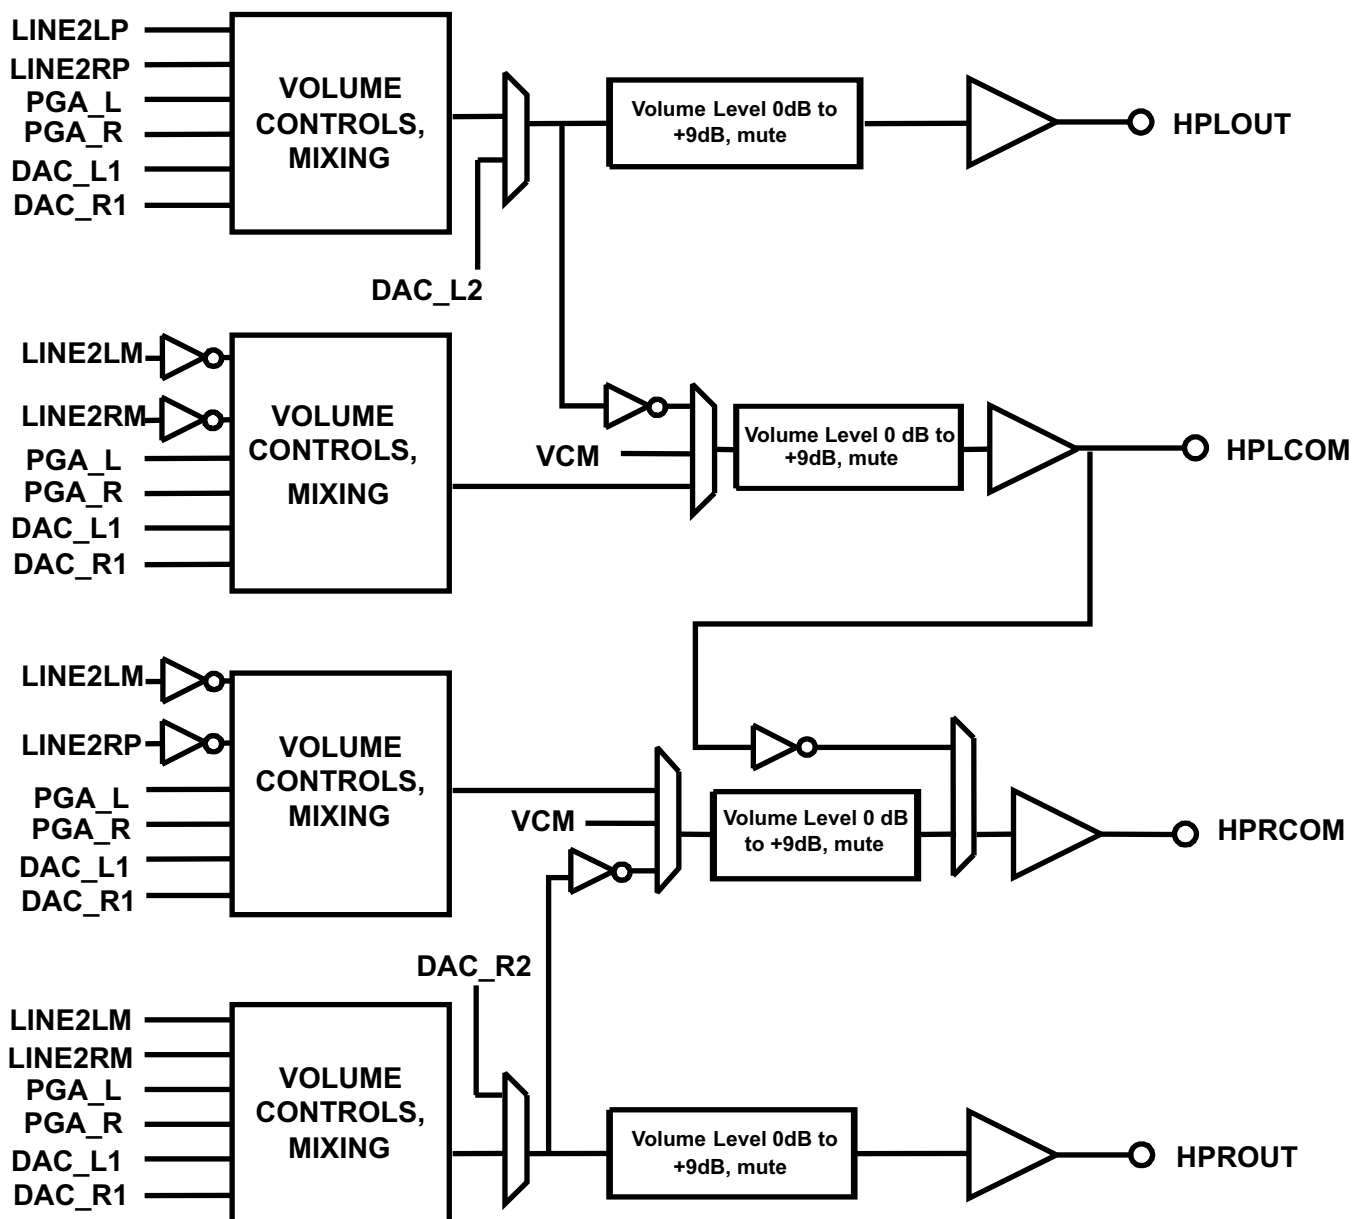 LINE2LP
LINE2RP
PGA_L
PGA_R
DAC_L1
DAC_R1
VOLUME
CONTROLS,
MIXING
DAC_L2
Volume Level 0dB to
+9dB, mute
HPLOUT
LINE2LM
LINE2RM
PGA_L
PGA_R
DAC_L1
DAC_R1
VOLUME
CONTROLS,
MIXING
VCM
Volume Level 0 dB to
+9dB, mute
HPLCOM
LINE2LM
LINE2RP
PGA_L
PGA_R
DAC_L1
DAC_R1
VOLUME
CONTROLS,
MIXING
VCM
Volume Level 0 dB
to +9dB, mute
HPRCOM
DAC_R2
LINE2LM
LINE2RM
PGA_L
PGA_R
DAC_L1
DAC_R1
VOLUME
CONTROLS,
MIXING
Volume Level 0dB to
+9dB, mute
HPROUT